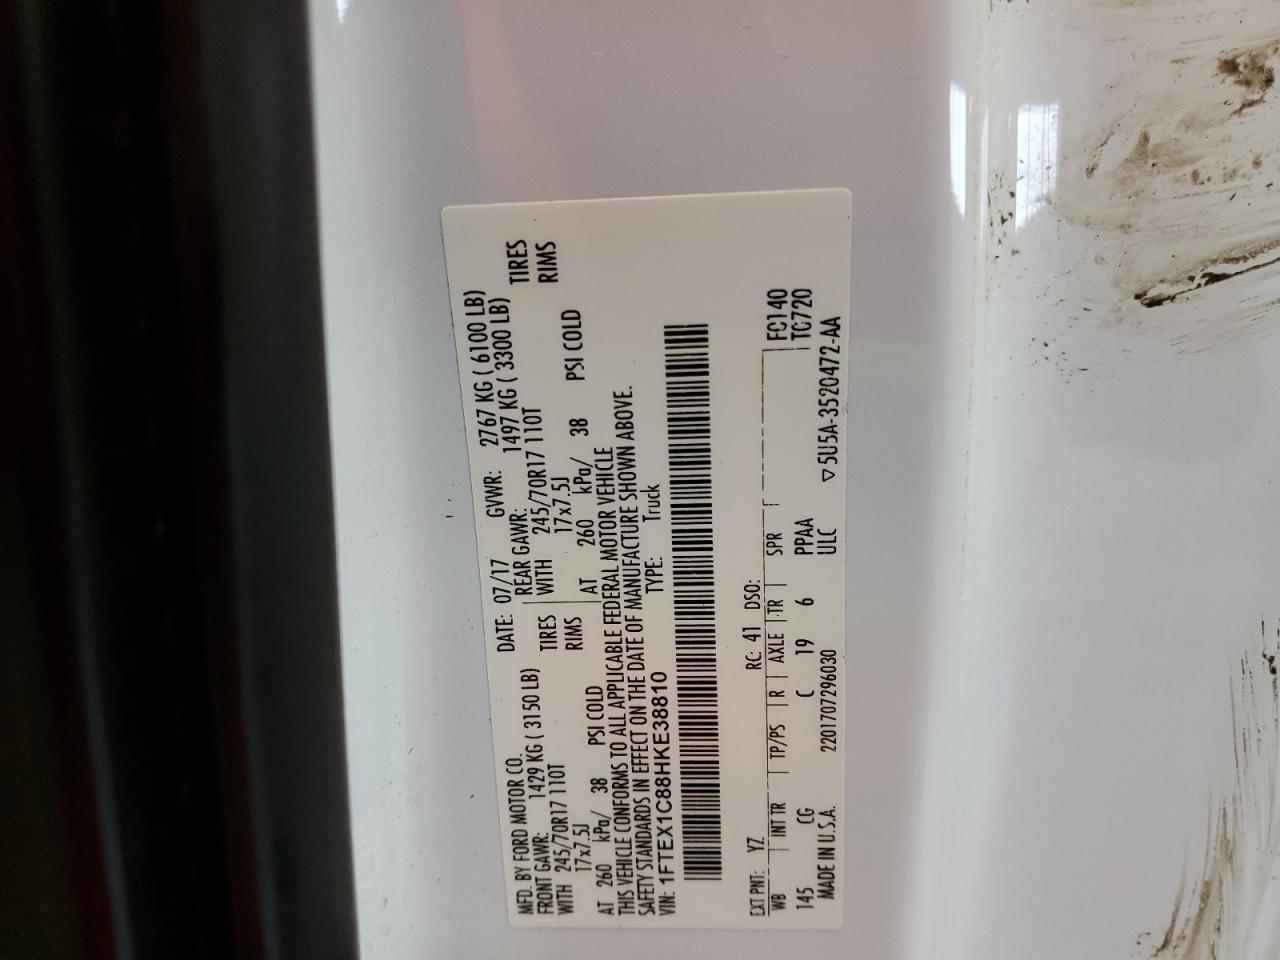 MFD. BY FORD MOTOR CO. DATE: 07/17 GVWR: 2767 KG ( 6100 LB)
FRONT GAWR: 1429 KG ( 3150 LB) REAR GAWR: 1497 KG ( 3300 LB)
WITH 245/70R17 110T TIRES WITH 245/70R17 110T TIRES
17x7.5J RIMS 17x7.5J RIMS
AT 260 kPa/ 38 PSI COLD AT 260 kPa/ 38 PSI COLD
THIS VEHICLE CONFORMS TO ALL APPLICABLE FEDERAL MOTOR VEHICLE
SAFETY STANDARDS IN EFFECT ON THE DATE OF MANUFACTURE SHOWN ABOVE.
VIN: 1FTEX1C88HKE38810 TYPE: Truck
EXT PNT: YZ RC: 41 DSO: FC140
WB INT TR TP/PS R AXLE TR SPR TC720
145 CG C 19 6 PPAA
MADE IN U.S.A. 2201707296030 ULC ▽5U5A-3520472-AA